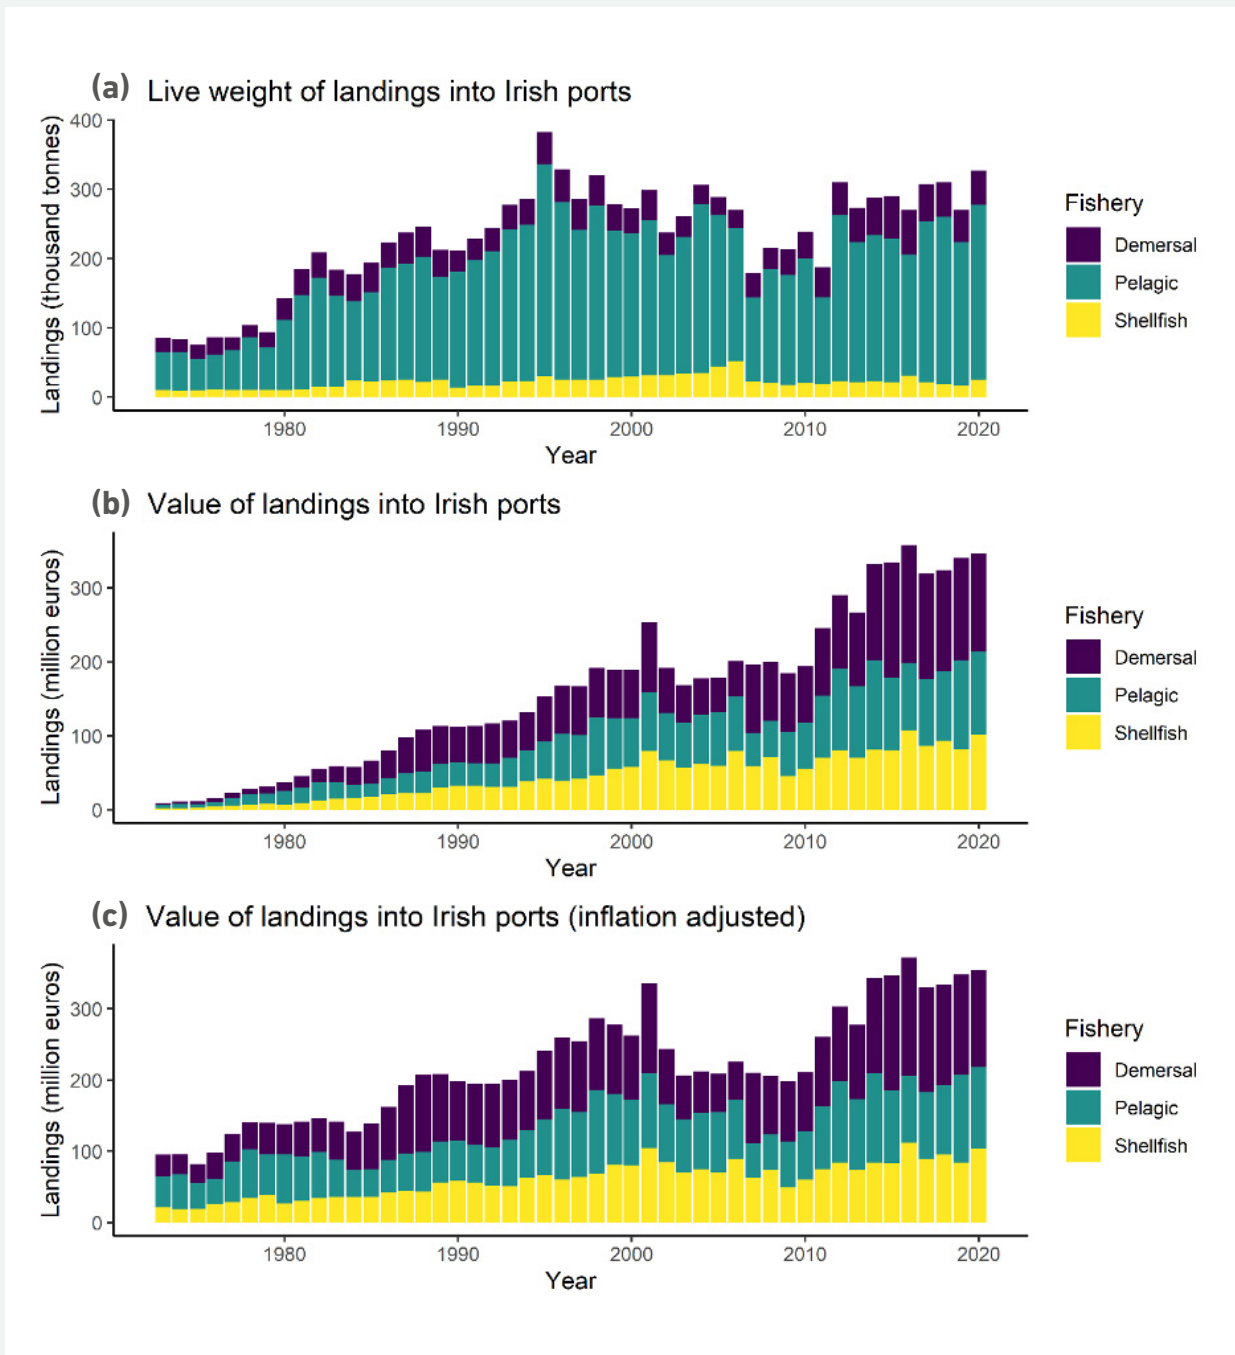 (a) Live weight of landings into Irish ports
Landings (thousand tonnes)
400
300
200
100
0
1980 1990 2000 2010 2020
Year
Fishery
Demersal
Pelagic
Shellfish
(b) Value of landings into Irish ports
Landings (million euros)
300
200
100
0
1980 1990 2000 2010 2020
Year
Fishery
Demersal
Pelagic
Shellfish
(c) Value of landings into Irish ports (inflation adjusted)
Landings (million euros)
300
200
100
0
1980 1990 2000 2010 2020
Year
Fishery
Demersal
Pelagic
Shellfish